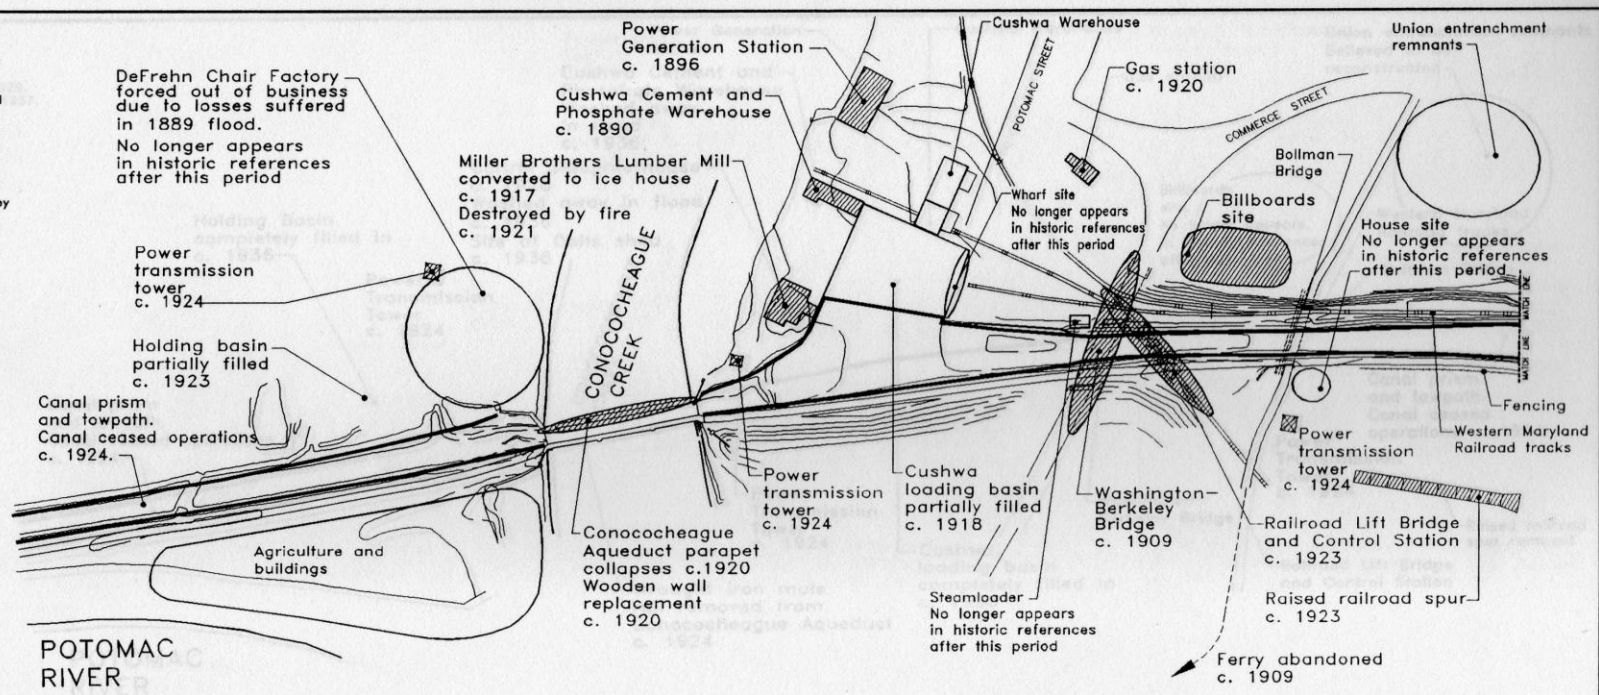 DeFrehn Chair Factory
forced out of business
due to losses suffered
in 1889 flood.
No longer appears
in historic references
after this period
Power
Generation Station
c. 1896
Cushwa Cement and
Phosphate Warehouse
c. 1890
Miller Brothers Lumber Mill
converted to ice house
c. 1917
Destroyed by fire
c. 1921
Cushwa Warehouse
POTOMAC STREET
Gas station
c. 1920
COMMERCE STREET
Union entrenchment
remnants
Bollman
Bridge
Wharf site
No longer appears
in historic references
after this period
Billboards
site
House site
No longer appears
in historic references
after this period
Power
transmission
tower
c. 1924
Holding basin
partially filled
c. 1923
Canal prism
and towpath.
Canal ceased operations
c. 1924.
CONOCOCHEAGUE
CREEK
MATCH LINE
MATCH LINE
Fencing
Western Maryland
Railroad tracks
Power
transmission
tower
c. 1924
Power
transmission
tower
c. 1924
Cushwa
loading basin
partially filled
c. 1918
Washington-
Berkeley
Bridge
c. 1909
Railroad Lift Bridge
and Control Station
c. 1923
Raised railroad spur
c. 1923
Conococheague
Aqueduct parapet
collapses c.1920
Wooden wall
replacement
c. 1920
Agriculture and
buildings
Steamloader
No longer appears
in historic references
after this period
Ferry abandoned
c. 1909
POTOMAC
RIVER